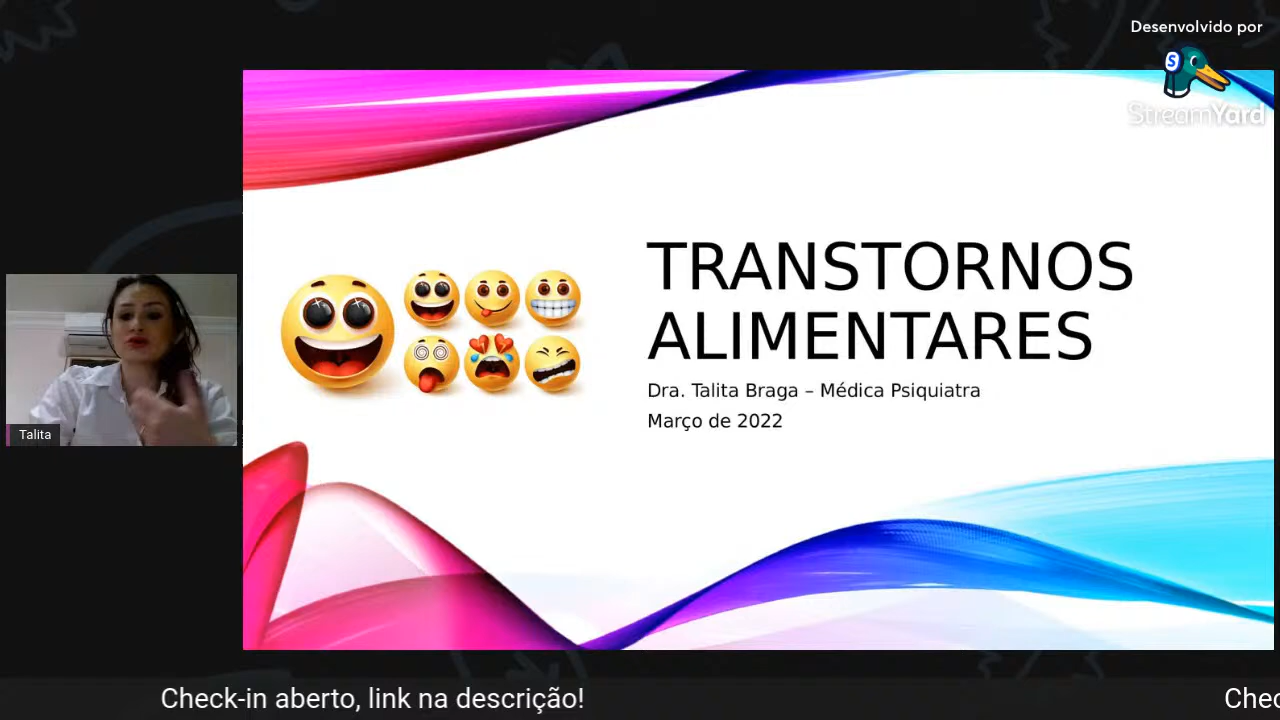 Desenvolvido por
S
StreamYard
TRANSTORNOS
ALIMENTARES
Dra. Talita Braga – Médica Psiquiatra
Março de 2022
Talita
Check-in aberto, link na descrição!
Chec